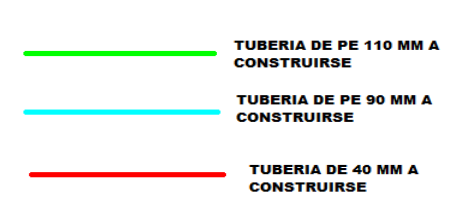 TUBERIA DE PE 110 MM A
CONSTRUIRSE
TUBERIA DE PE 90 MM A
CONSTRUIRSE
TUBERIA DE 40 MM A
CONSTRUIRSE